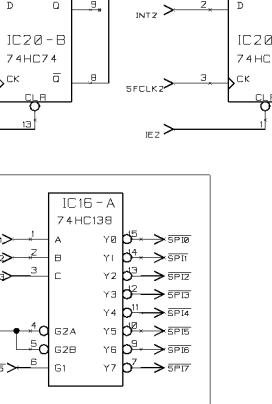 D Q 9
INT2 2 D
IC20-B
IC20
74HC74
74HC
CK Q 8
5FCLK2 3 CK
CLR
CLR
13
IE2 1
IC16-A
74HC138
1 A Y0 15 SPI0
2 B Y1 14 SPI1
3 C Y2 13 SPI2
Y3 12 SPI3
Y4 11 SPI4
4 G2A Y5 10 SPI5
5 G2B Y6 9 SPI6
6 G1 Y7 7 SPI7